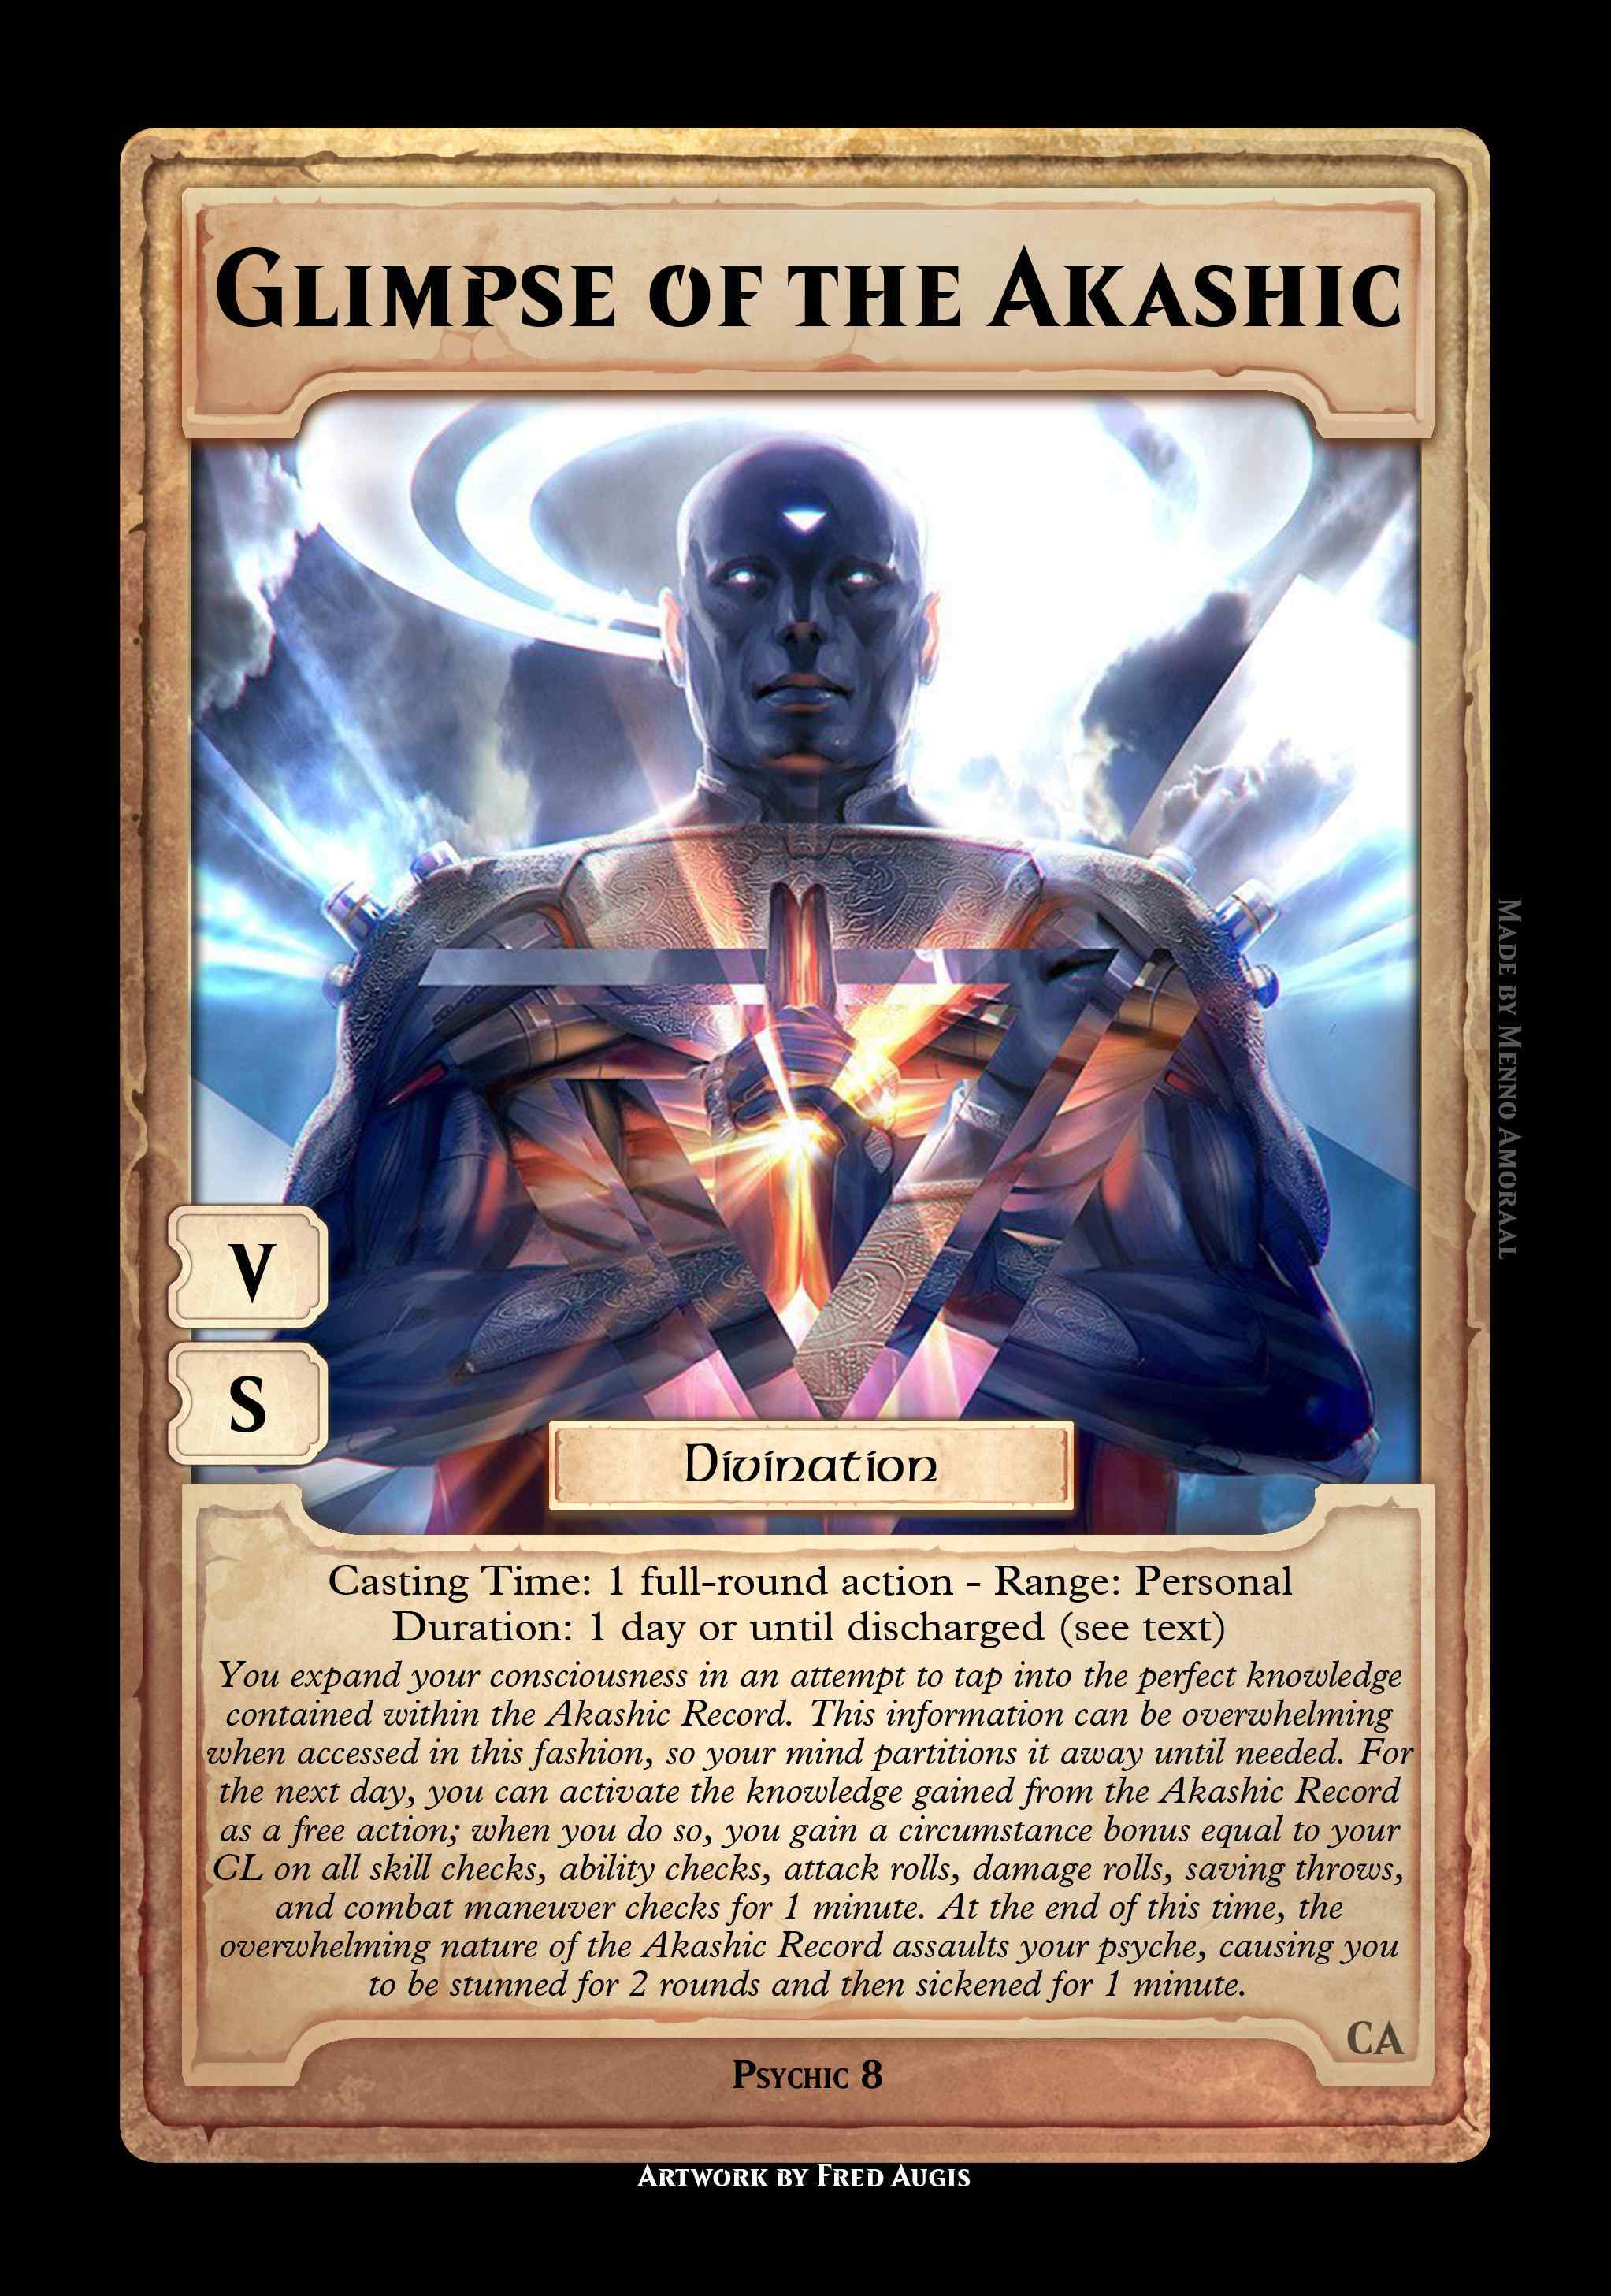 Glimpse of the Akashic
V
S
Divination
Casting Time: 1 full-round action - Range: Personal
Duration: 1 day or until discharged (see text)
You expand your consciousness in an attempt to tap into the perfect knowledge
contained within the Akashic Record. This information can be overwhelming
when accessed in this fashion, so your mind partitions it away until needed. For
the next day, you can activate the knowledge gained from the Akashic Record
as a free action; when you do so, you gain a circumstance bonus equal to your
CL on all skill checks, ability checks, attack rolls, damage rolls, saving throws,
and combat maneuver checks for 1 minute. At the end of this time, the
overwhelming nature of the Akashic Record assaults your psyche, causing you
to be stunned for 2 rounds and then sickened for 1 minute.
CA
Psychic 8
Artwork by Fred Augis
Made by Menno Amoraal